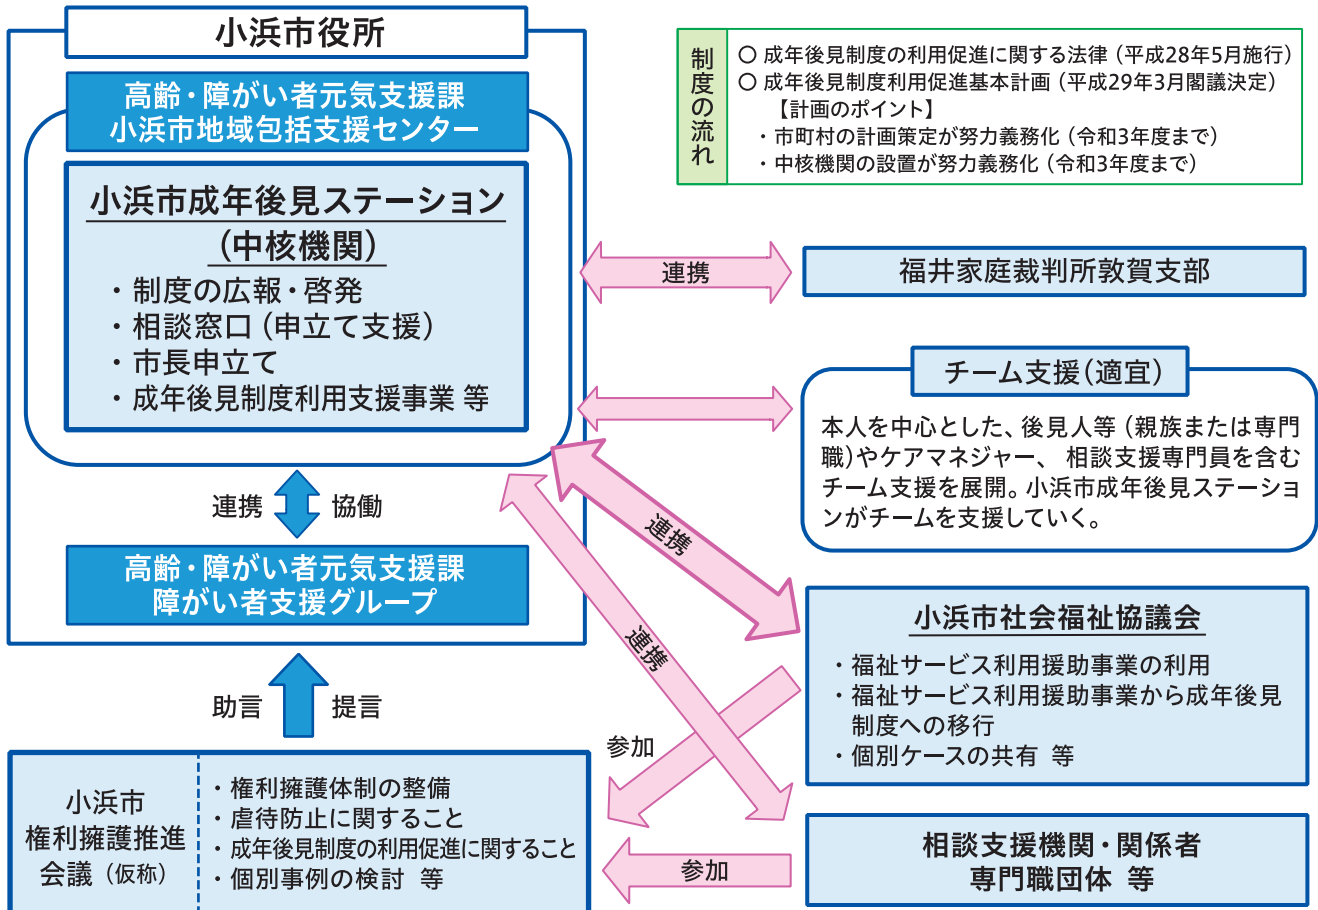 小浜市役所
高齢・障がい者元気支援課
小浜市地域包括支援センター
小浜市成年後見ステーション
（中核機関）
・制度の広報・啓発
・相談窓口（申立て支援）
・市長申立て
・成年後見制度利用支援事業 等
連携
協働
高齢・障がい者元気支援課
障がい者支援グループ
助言
提言
小浜市
権利擁護推進
会議（仮称）
・権利擁護体制の整備
・虐待防止に関すること
・成年後見制度の利用促進に関すること
・個別事例の検討 等
制度の流れ
○ 成年後見制度の利用促進に関する法律（平成28年5月施行）
○ 成年後見制度利用促進基本計画（平成29年3月閣議決定）
【計画のポイント】
・市町村の計画策定が努力義務化（令和3年度まで）
・中核機関の設置が努力義務化（令和3年度まで）
連携
福井家庭裁判所敦賀支部
チーム支援（適宜）
本人を中心とした、後見人等（親族または専門
職）やケアマネジャー、相談支援専門員を含む
チーム支援を展開。小浜市成年後見ステーショ
ンがチームを支援していく。
連携
小浜市社会福祉協議会
・福祉サービス利用援助事業の利用
・福祉サービス利用援助事業から成年後見
制度への移行
・個別ケースの共有 等
連携
参加
参加
相談支援機関・関係者
専門職団体 等